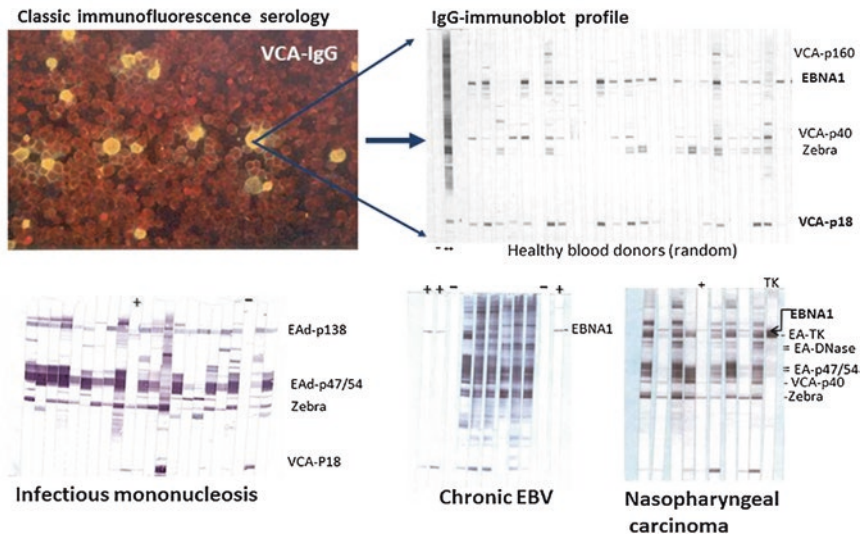 Classic immunofluorescence serology
VCA-IgG
IgG-immunoblot profile
VCA-p160
EBNA1
VCA-p40
Zebra
VCA-p18
- ++
Healthy blood donors (random)
+ -
EAd-p138
EAd-p47/54
Zebra
VCA-P18
Infectious mononucleosis
+ + - - +
EBNA1
Chronic EBV
+ TK
EBNA1
EA-TK
EA-DNase
EA-p47/54
VCA-p40
Zebra
Nasopharyngeal
carcinoma